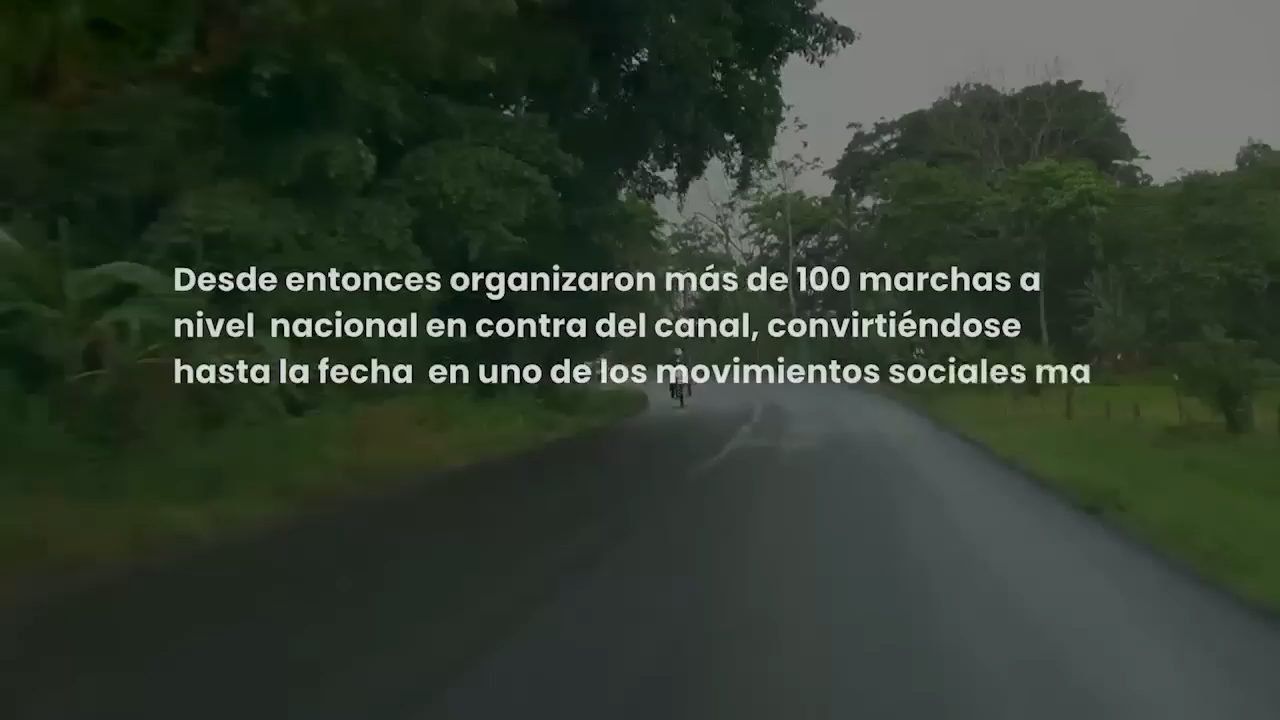 Desde entonces organizaron más de 100 marchas a
nivel nacional en contra del canal, convirtiéndose
hasta la fecha en uno de los movimientos sociales ma